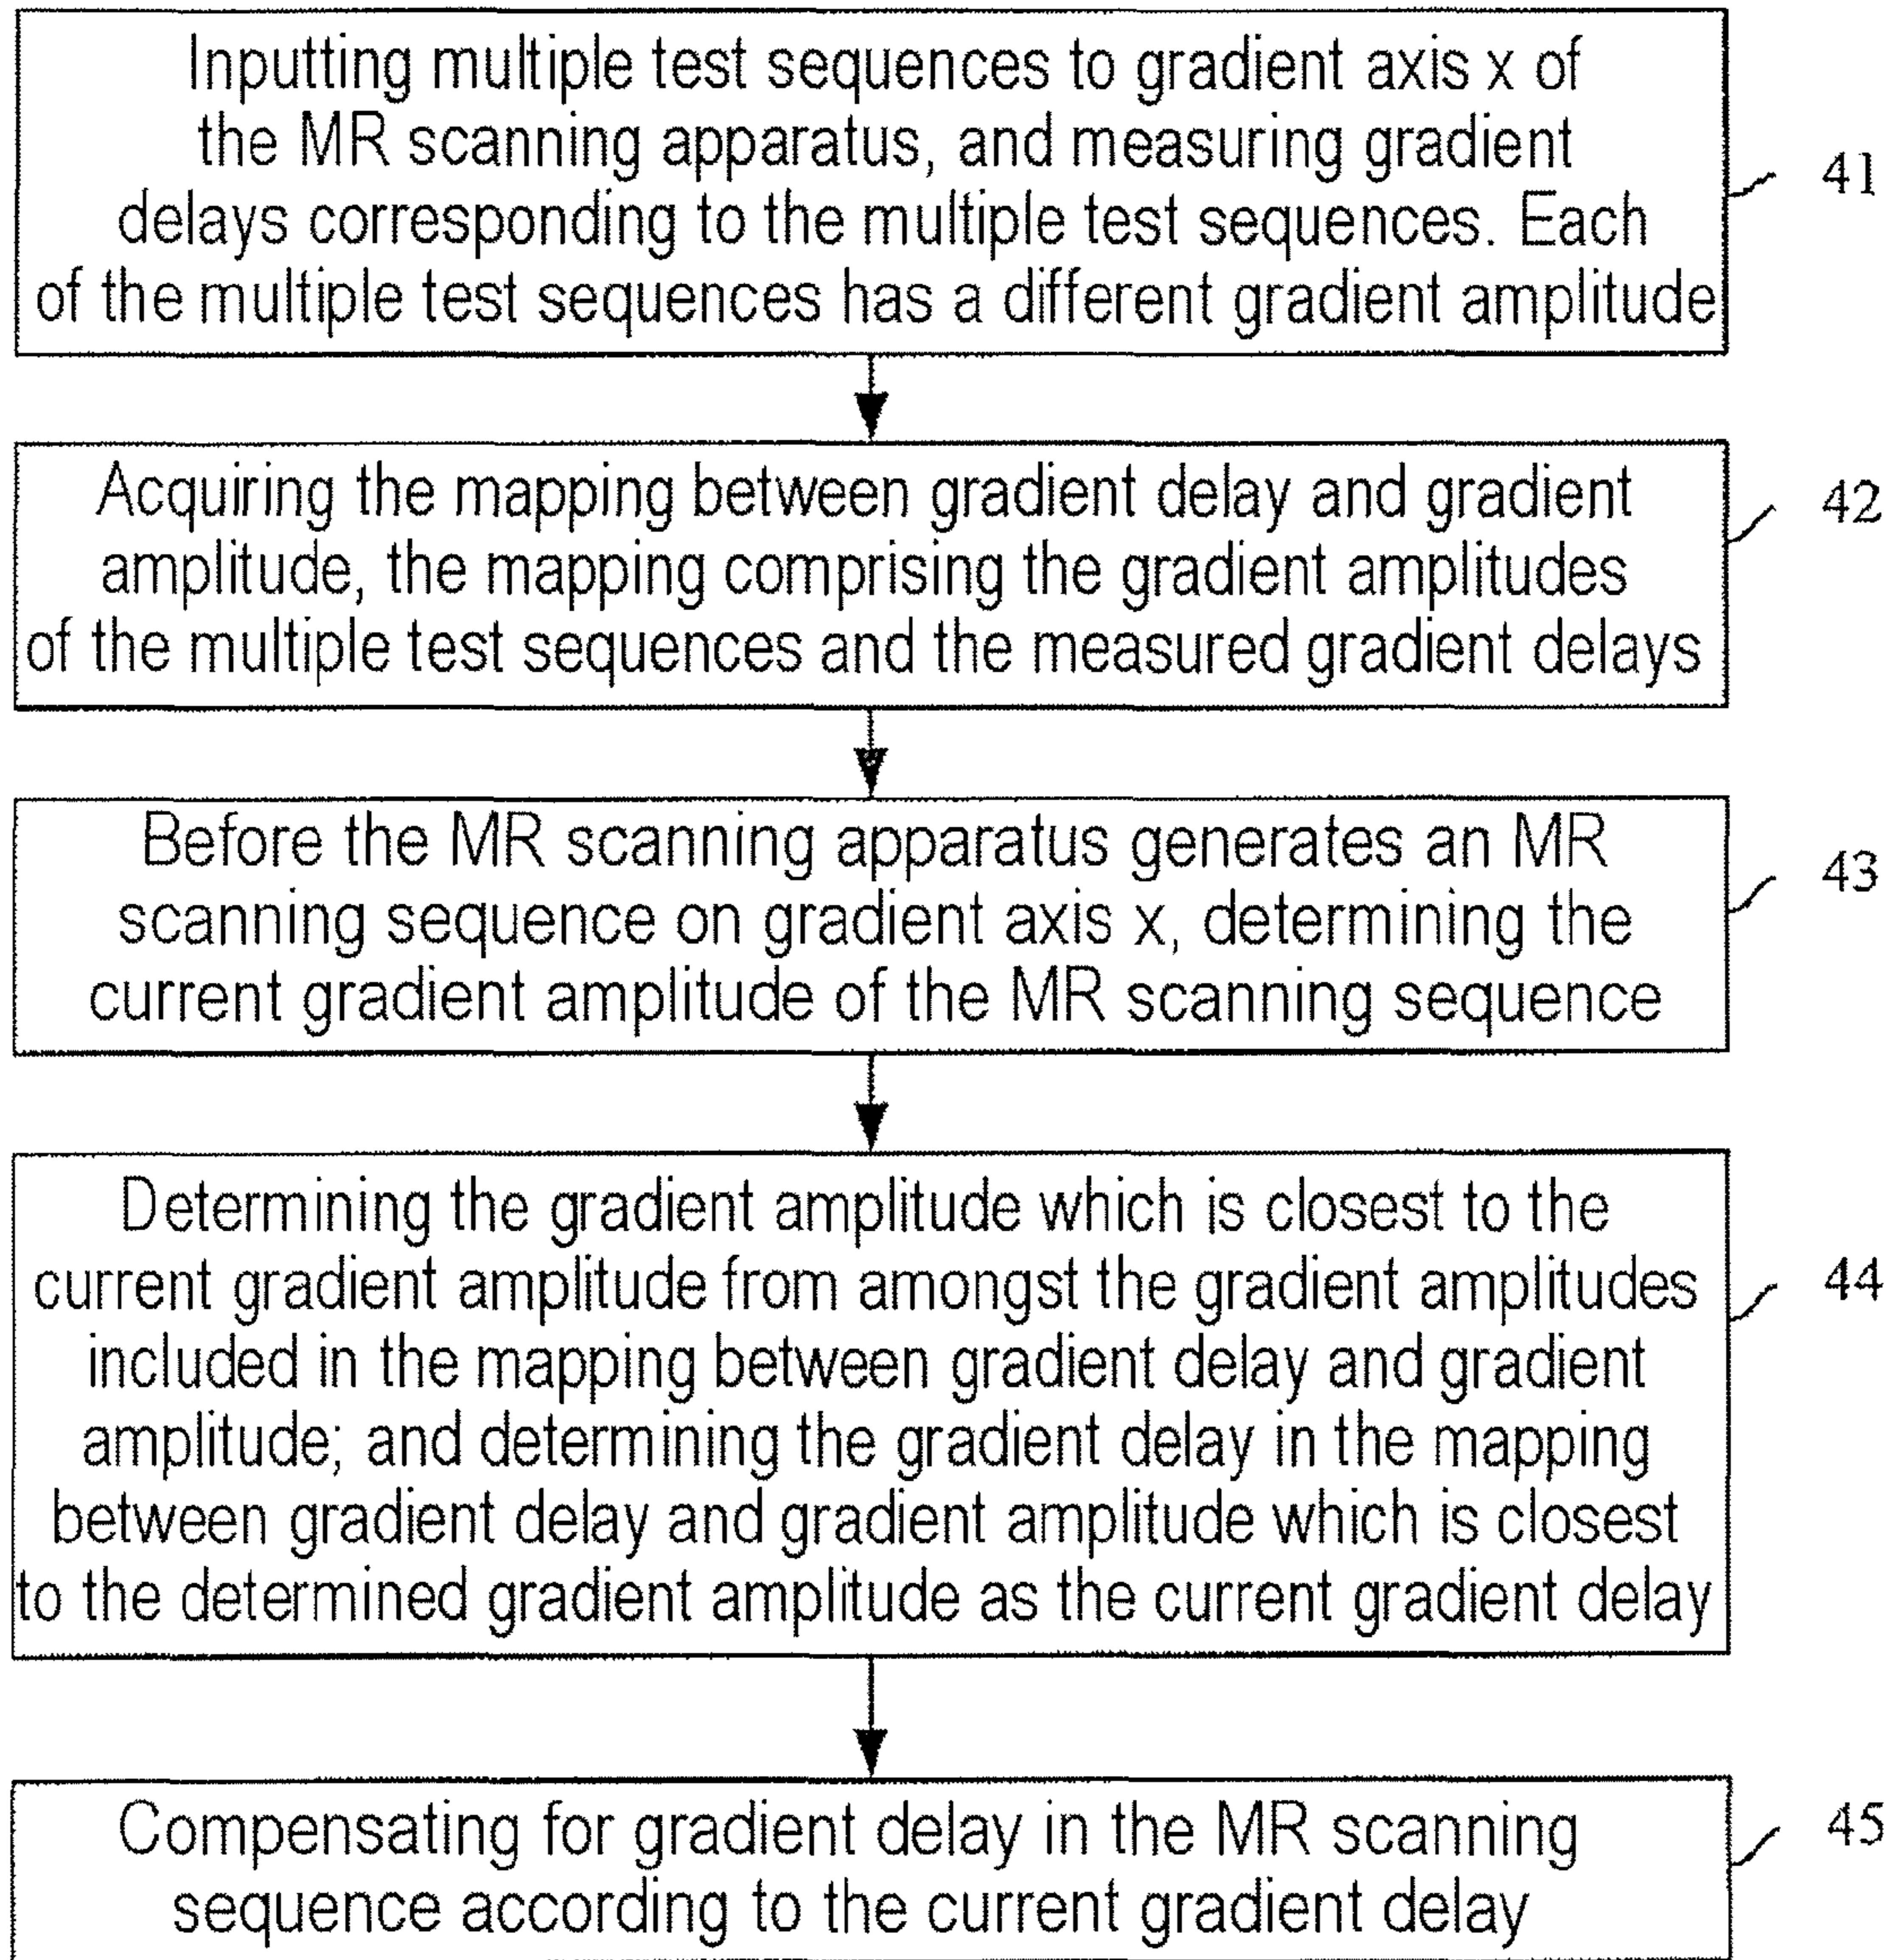 Inputting multiple test sequences to gradient axis x of
the MR scanning apparatus, and measuring gradient
delays corresponding to the multiple test sequences. Each
of the multiple test sequences has a different gradient amplitude
41
Acquiring the mapping between gradient delay and gradient
amplitude, the mapping comprising the gradient amplitudes
of the multiple test sequences and the measured gradient delays
42
Before the MR scanning apparatus generates an MR
scanning sequence on gradient axis x, determining the
current gradient amplitude of the MR scanning sequence
43
Determining the gradient amplitude which is closest to the
current gradient amplitude from amongst the gradient amplitudes
included in the mapping between gradient delay and gradient
amplitude; and determining the gradient delay in the mapping
between gradient delay and gradient amplitude which is closest
to the determined gradient amplitude as the current gradient delay
44
Compensating for gradient delay in the MR scanning
sequence according to the current gradient delay
45